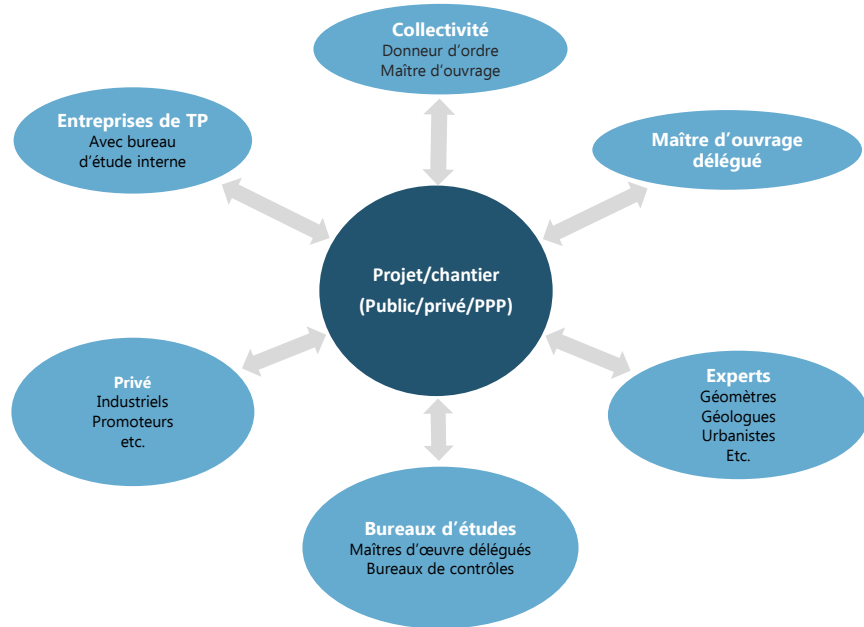 Collectivité
Donneur d'ordre
Maître d'ouvrage
Entreprises de TP
Avec bureau
d'étude interne
Maître d'ouvrage
délégué
Projet/chantier
(Public/privé/PPP)
Privé
Industriels
Promoteurs
etc.
Experts
Géomètres
Géologues
Urbanistes
Etc.
Bureaux d'études
Maîtres d'œuvre délégués
Bureaux de contrôles